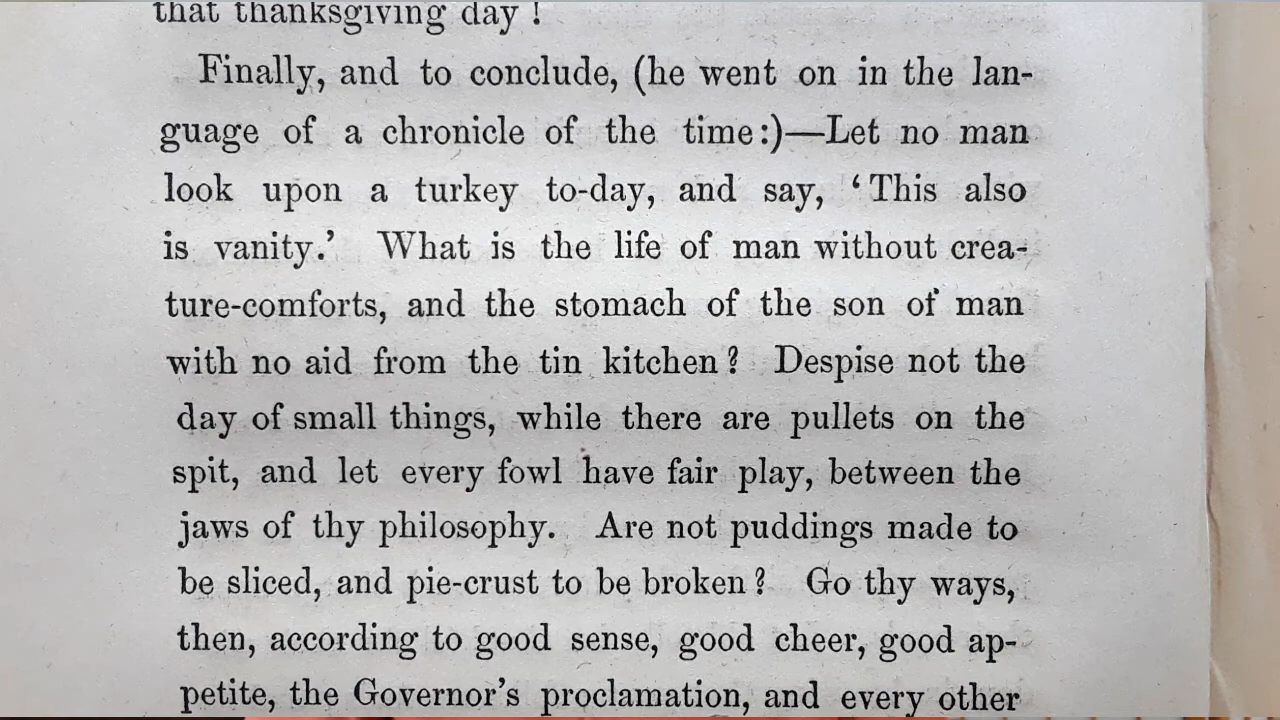 that thanksgiving day !
Finally, and to conclude, (he went on in the lan-
guage of a chronicle of the time:)—Let no man
look upon a turkey to-day, and say, ‘This also
is vanity.’ What is the life of man without crea-
ture-comforts, and the stomach of the son of man
with no aid from the tin kitchen ? Despise not the
day of small things, while there are pullets on the
spit, and let every fowl have fair play, between the
jaws of thy philosophy. Are not puddings made to
be sliced, and pie-crust to be broken ? Go thy ways,
then, according to good sense, good cheer, good ap-
petite, the Governor’s proclamation, and every other